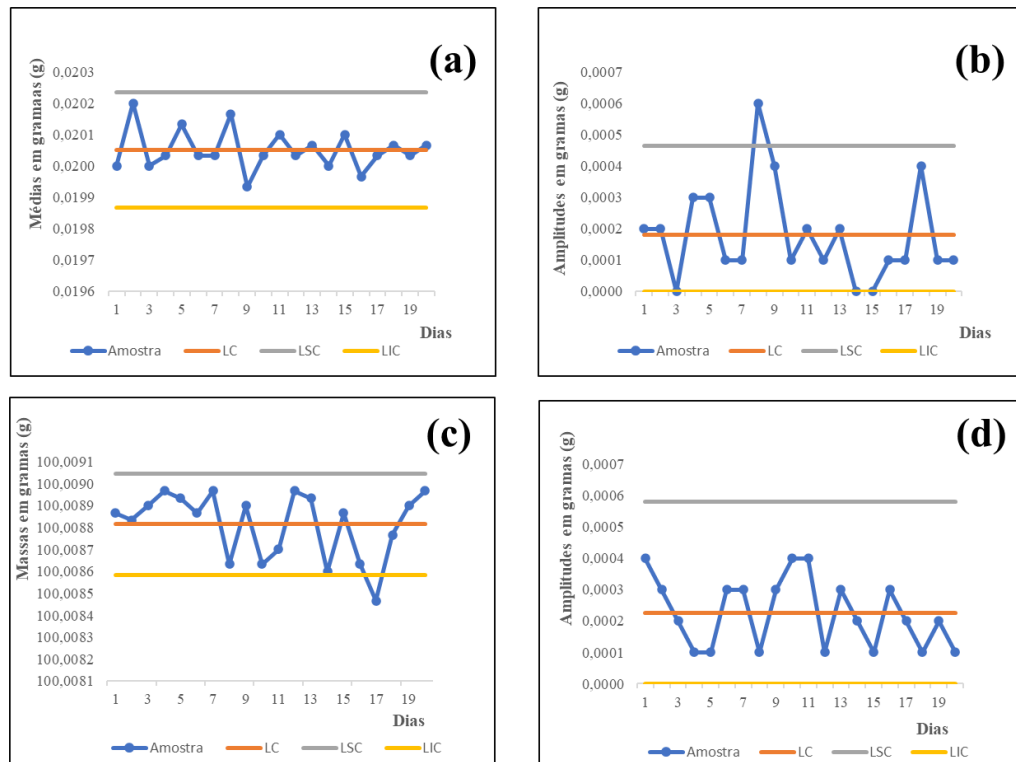 (a)
Médias em gramaas (g)
0,0203
0,0202
0,0201
0,0200
0,0199
0,0198
0,0197
0,0196
1 3 5 7 9 11 13 15 17 19
Dias
Amostra LC LSC LIC
(b)
Amplitudes em gramas (g)
0,0007
0,0006
0,0005
0,0004
0,0003
0,0002
0,0001
0,0000
1 3 5 7 9 11 13 15 17 19
Dias
Amostra LC LSC LIC
(c)
Massas em gramas (g)
100,0091
100,0090
100,0089
100,0088
100,0087
100,0086
100,0085
100,0084
100,0083
100,0082
100,0081
1 3 5 7 9 11 13 15 17 19
Dias
Amostra LC LSC LIC
(d)
Amplitudes em gramas (g)
0,0007
0,0006
0,0005
0,0004
0,0003
0,0002
0,0001
0,0000
1 3 5 7 9 11 13 15 17 19
Dias
Amostra LC LSC LIC